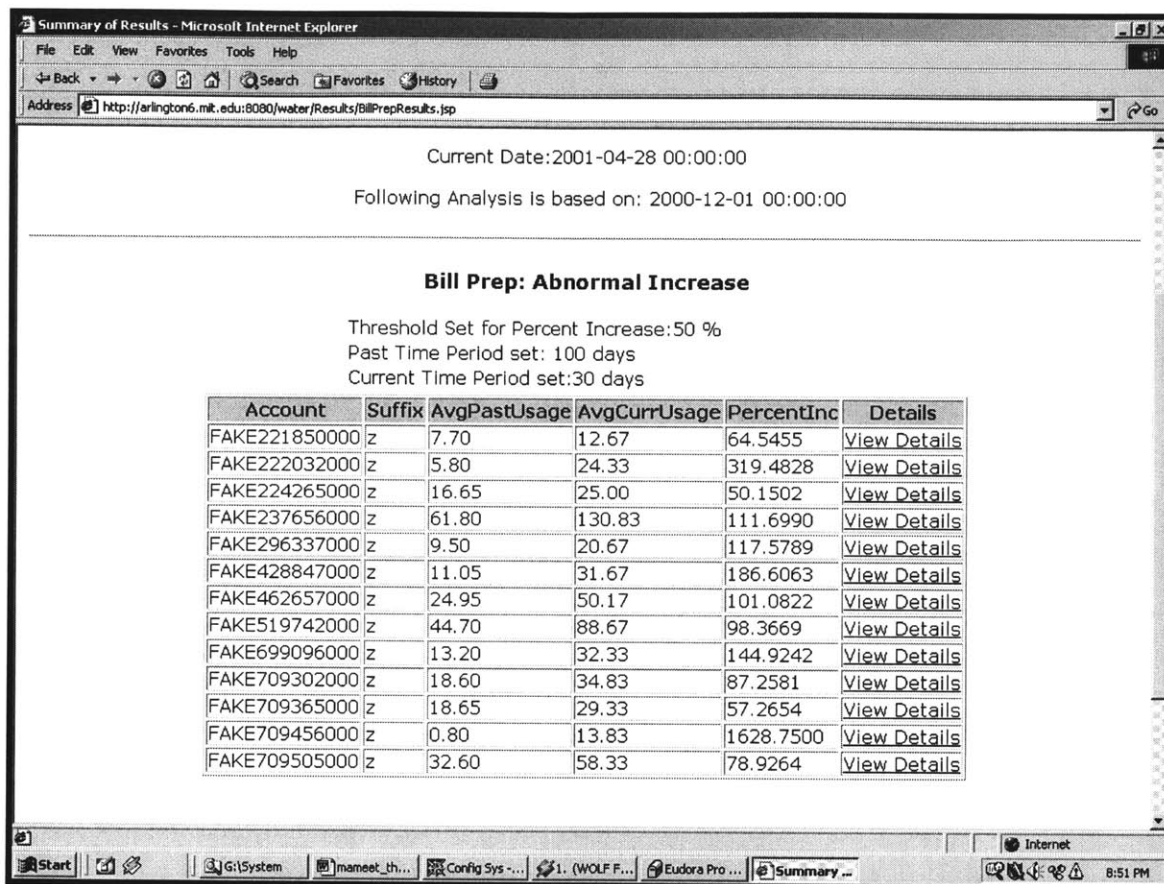 Summary of Results - Microsoft Internet Explorer
File Edit View Favorites Tools Help
Back Search Favorites History
Address http://arlington6.mit.edu:8080/water/Results/BillPrepResults.jsp Go
Current Date:2001-04-28 00:00:00
Following Analysis is based on: 2000-12-01 00:00:00
Bill Prep: Abnormal Increase
Threshold Set for Percent Increase:50 %
Past Time Period set: 100 days
Current Time Period set:30 days
Account Suffix AvgPastUsage AvgCurrUsage PercentInc Details
FAKE221850000 z 7.70 12.67 64.5455 View Details
FAKE222032000 z 5.80 24.33 319.4828 View Details
FAKE224265000 z 16.65 25.00 50.1502 View Details
FAKE237656000 z 61.80 130.83 111.6990 View Details
FAKE296337000 z 9.50 20.67 117.5789 View Details
FAKE428847000 z 11.05 31.67 186.6063 View Details
FAKE462657000 z 24.95 50.17 101.0822 View Details
FAKE519742000 z 44.70 88.67 98.3669 View Details
FAKE699096000 z 13.20 32.33 144.9242 View Details
FAKE709302000 z 18.60 34.83 87.2581 View Details
FAKE709365000 z 18.65 29.33 57.2654 View Details
FAKE709456000 z 0.80 13.83 1628.7500 View Details
FAKE709505000 z 32.60 58.33 78.9264 View Details
Internet
Start G:\System mameet_th... Config Sys -... 1. (WOLF F... Eudora Pro ... Summary ... 8:51 PM